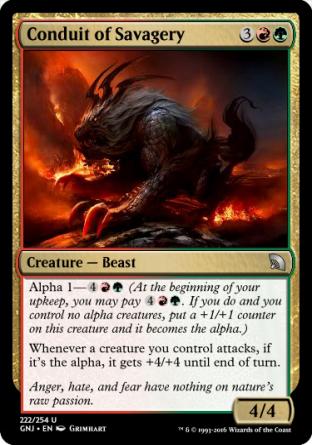 Conduit of Savagery 3
Creature — Beast
Alpha 1—4 (At the beginning of your
upkeep, you may pay 4. If you do and you
control no alpha creatures, put a +1/+1 counter
on this creature and it becomes the alpha.)
Whenever a creature you control attacks, if
it's the alpha, it gets +4/+4 until end of turn.
Anger, hate, and fear have nothing on nature's
raw passion.
4/4
222/254 U
GNJ • EN GRIMHART
™ & © 1993-2016 Wizards of the Coast